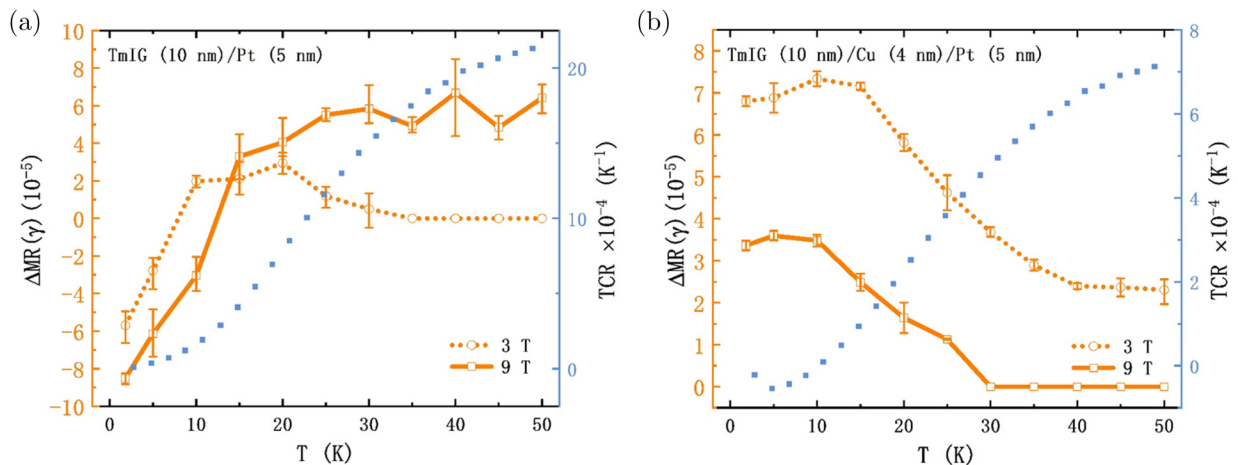 (a)
TmIG (10 nm)/Pt (5 nm)
10
8
6
4
2
0
−2
−4
−6
−8
−10
ΔMR(γ)(10⁻⁵)
0
10
20
30
40
50
T (K)
20
10
0
TCR ×10⁻⁴ (K⁻¹)
3 T
9 T
(b)
TmIG (10 nm)/Cu (4 nm)/Pt (5 nm)
8
7
6
5
4
3
2
1
0
ΔMR(γ)(10⁻⁵)
0
10
20
30
40
50
T (K)
8
6
4
2
0
TCR ×10⁻⁴ (K⁻¹)
3 T
9 T